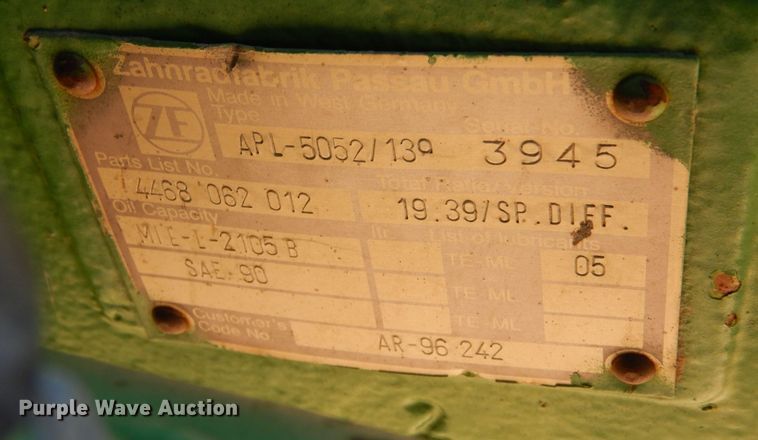 Zahnradfabrik Passau GmbH
ZF
Made in West Germany
Type
Serial No.
APL-5052/139 3945
Parts List No.
Total Ratio/Version
4468 062 012
19.39/SP.DIFF.
Oil Capacity
ltr. List of lubricants
MIL-L-2105 B
TE-ML 05
SAE-90
TE-ML
TE-ML
Customer's
Code No.
AR-96 242
Purple Wave Auction